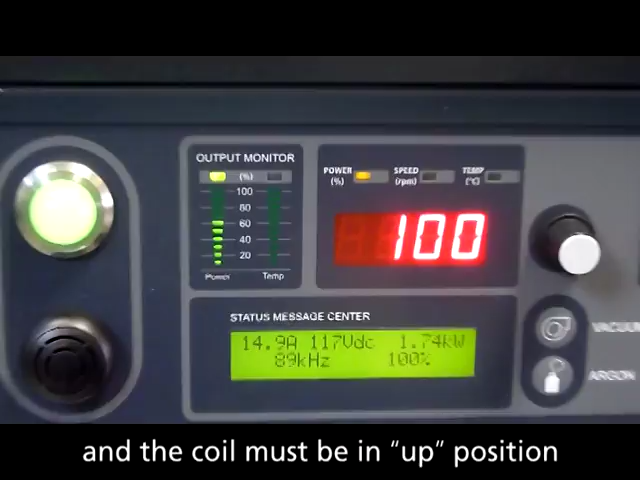 OUTPUT MONITOR
(%)
100
80
60
40
20
Power Temp
POWER (%)
SPEED (rpm)
TEMP (°C)
100
STATUS MESSAGE CENTER
14.9A 117Vdc 1.74kW
89kHz 100%
VACUUM
ARGON
and the coil must be in “up” position